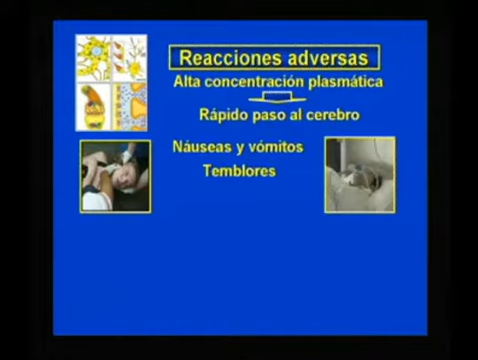 Reacciones adversas
Alta concentración plasmática
Rápido paso al cerebro
Náuseas y vómitos
Temblores